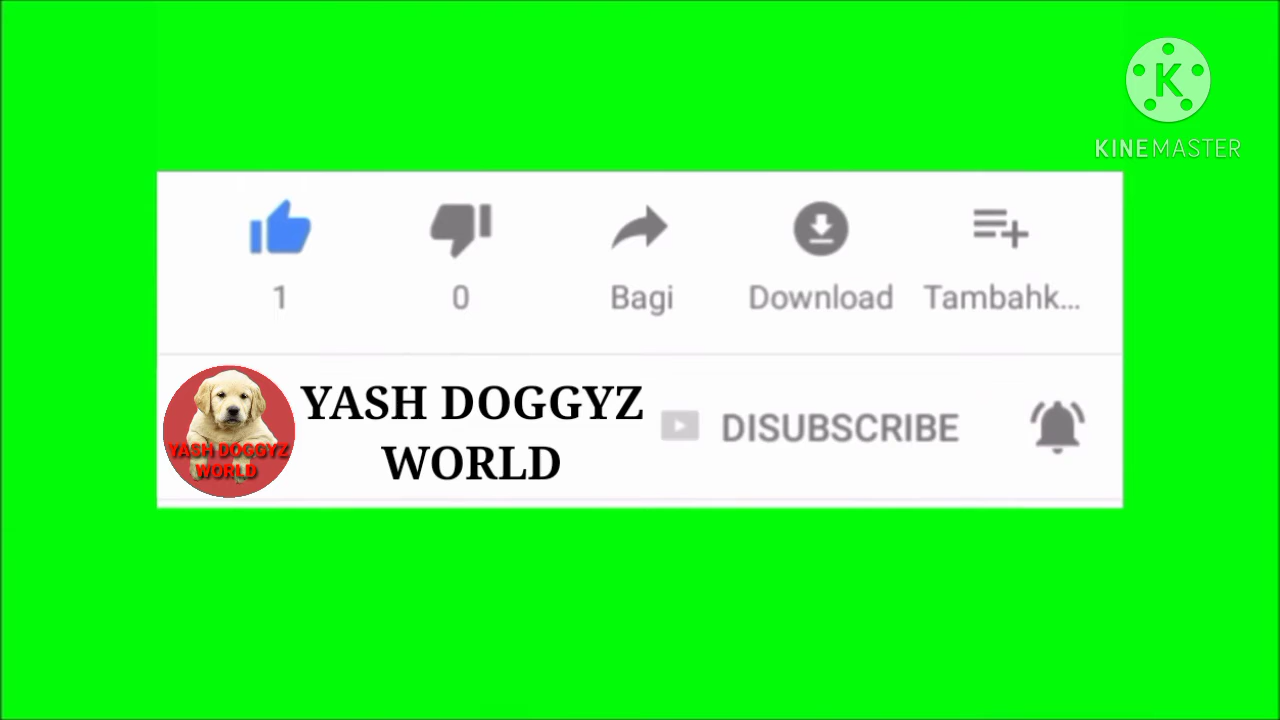 K
KINEMASTER
1
0
Bagi
Download
Tambahk...
YASH DOGGYZ
WORLD
DISUBSCRIBE
YASH DOGGYZ
WORLD